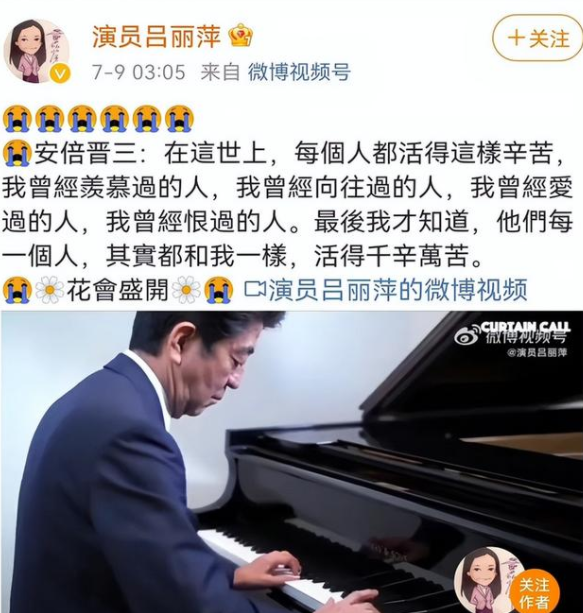 演员吕丽萍
7-9 03:05 来自 微博视频号
+关注
安倍晋三：在這世上，每個人都活得這樣辛苦，
我曾經羨慕過的人，我曾經向往過的人，我曾經愛
過的人，我曾經恨過的人。最後我才知道，他們每
一個人，其實都和我一樣，活得千辛萬苦。
花會盛開 演员吕丽萍的微博视频
CURTAIN CALL
微博视频号
@演员吕丽萍
关注
作者